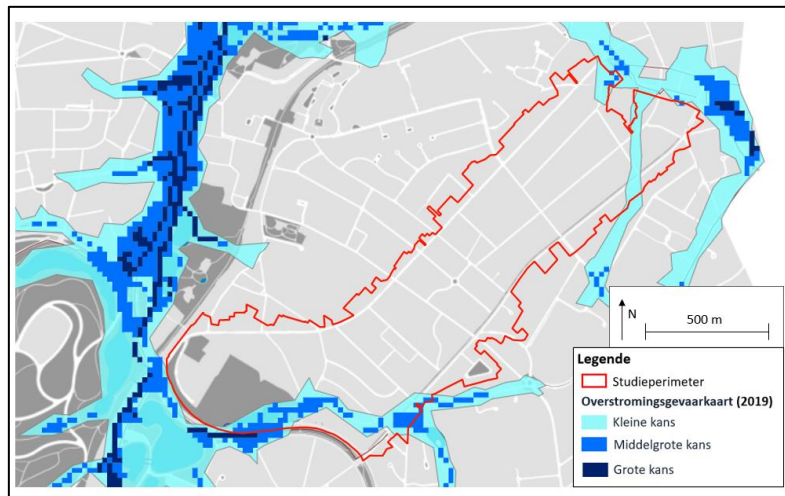 N
500 m
Legende
Studieperimeter
Overstromingsgevaarkaart (2019)
Kleine kans
Middelgrote kans
Grote kans